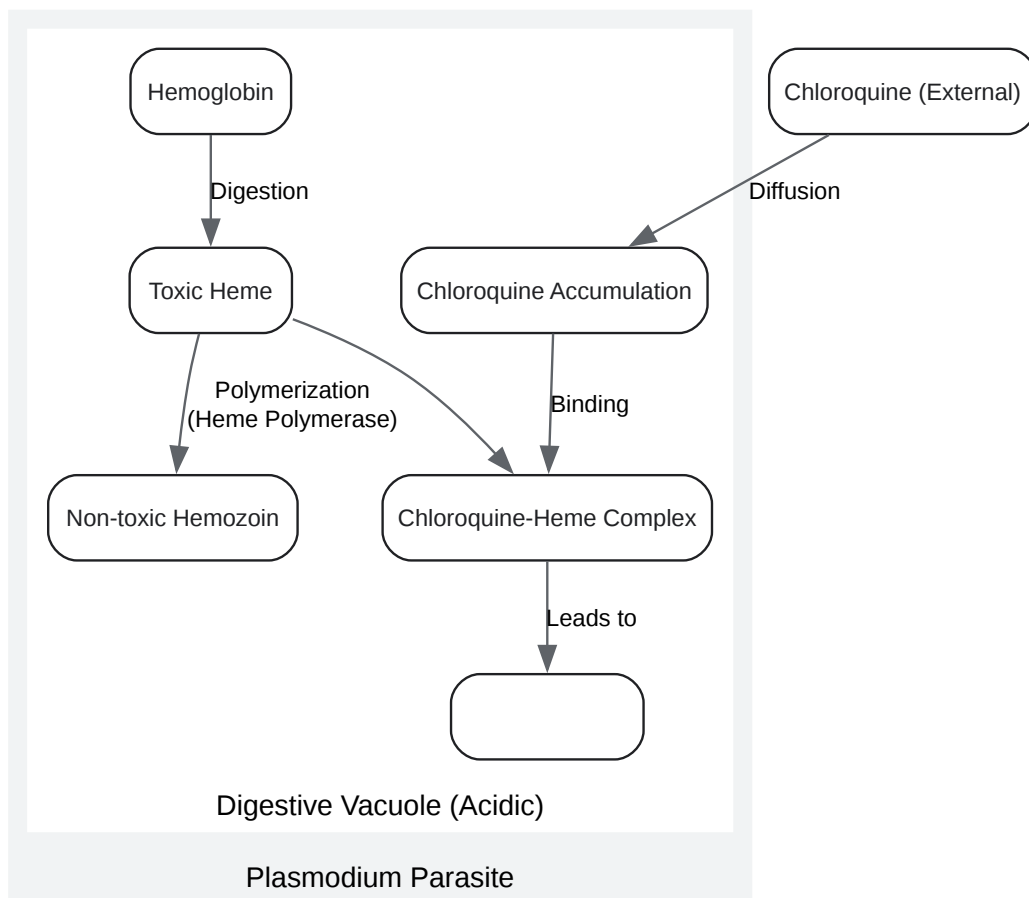 Hemoglobin
Chloroquine (External)
Digestion
Diffusion
Toxic Heme
Chloroquine Accumulation
Polymerization
(Heme Polymerase)
Binding
Non-toxic Hemozoin
Chloroquine-Heme Complex
Leads to
Digestive Vacuole (Acidic)
Plasmodium Parasite